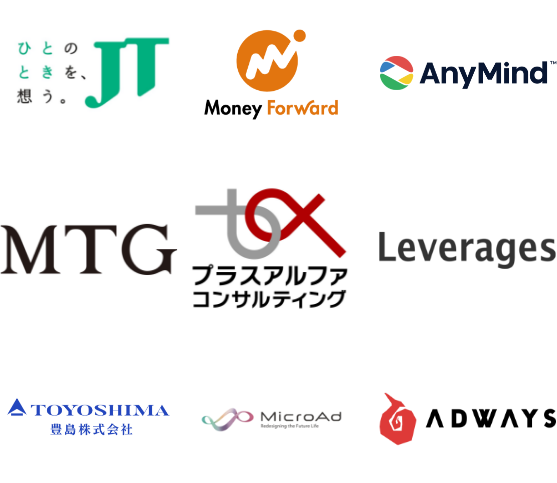 ひとの
ときを、
想う。
JT
Money Forward
AnyMind™
MTG
プラスアルファ
コンサルティング
Leverages
TOYOSHIMA
豊島株式会社
MicroAd
Redesigning the Future Life
ADWAYS